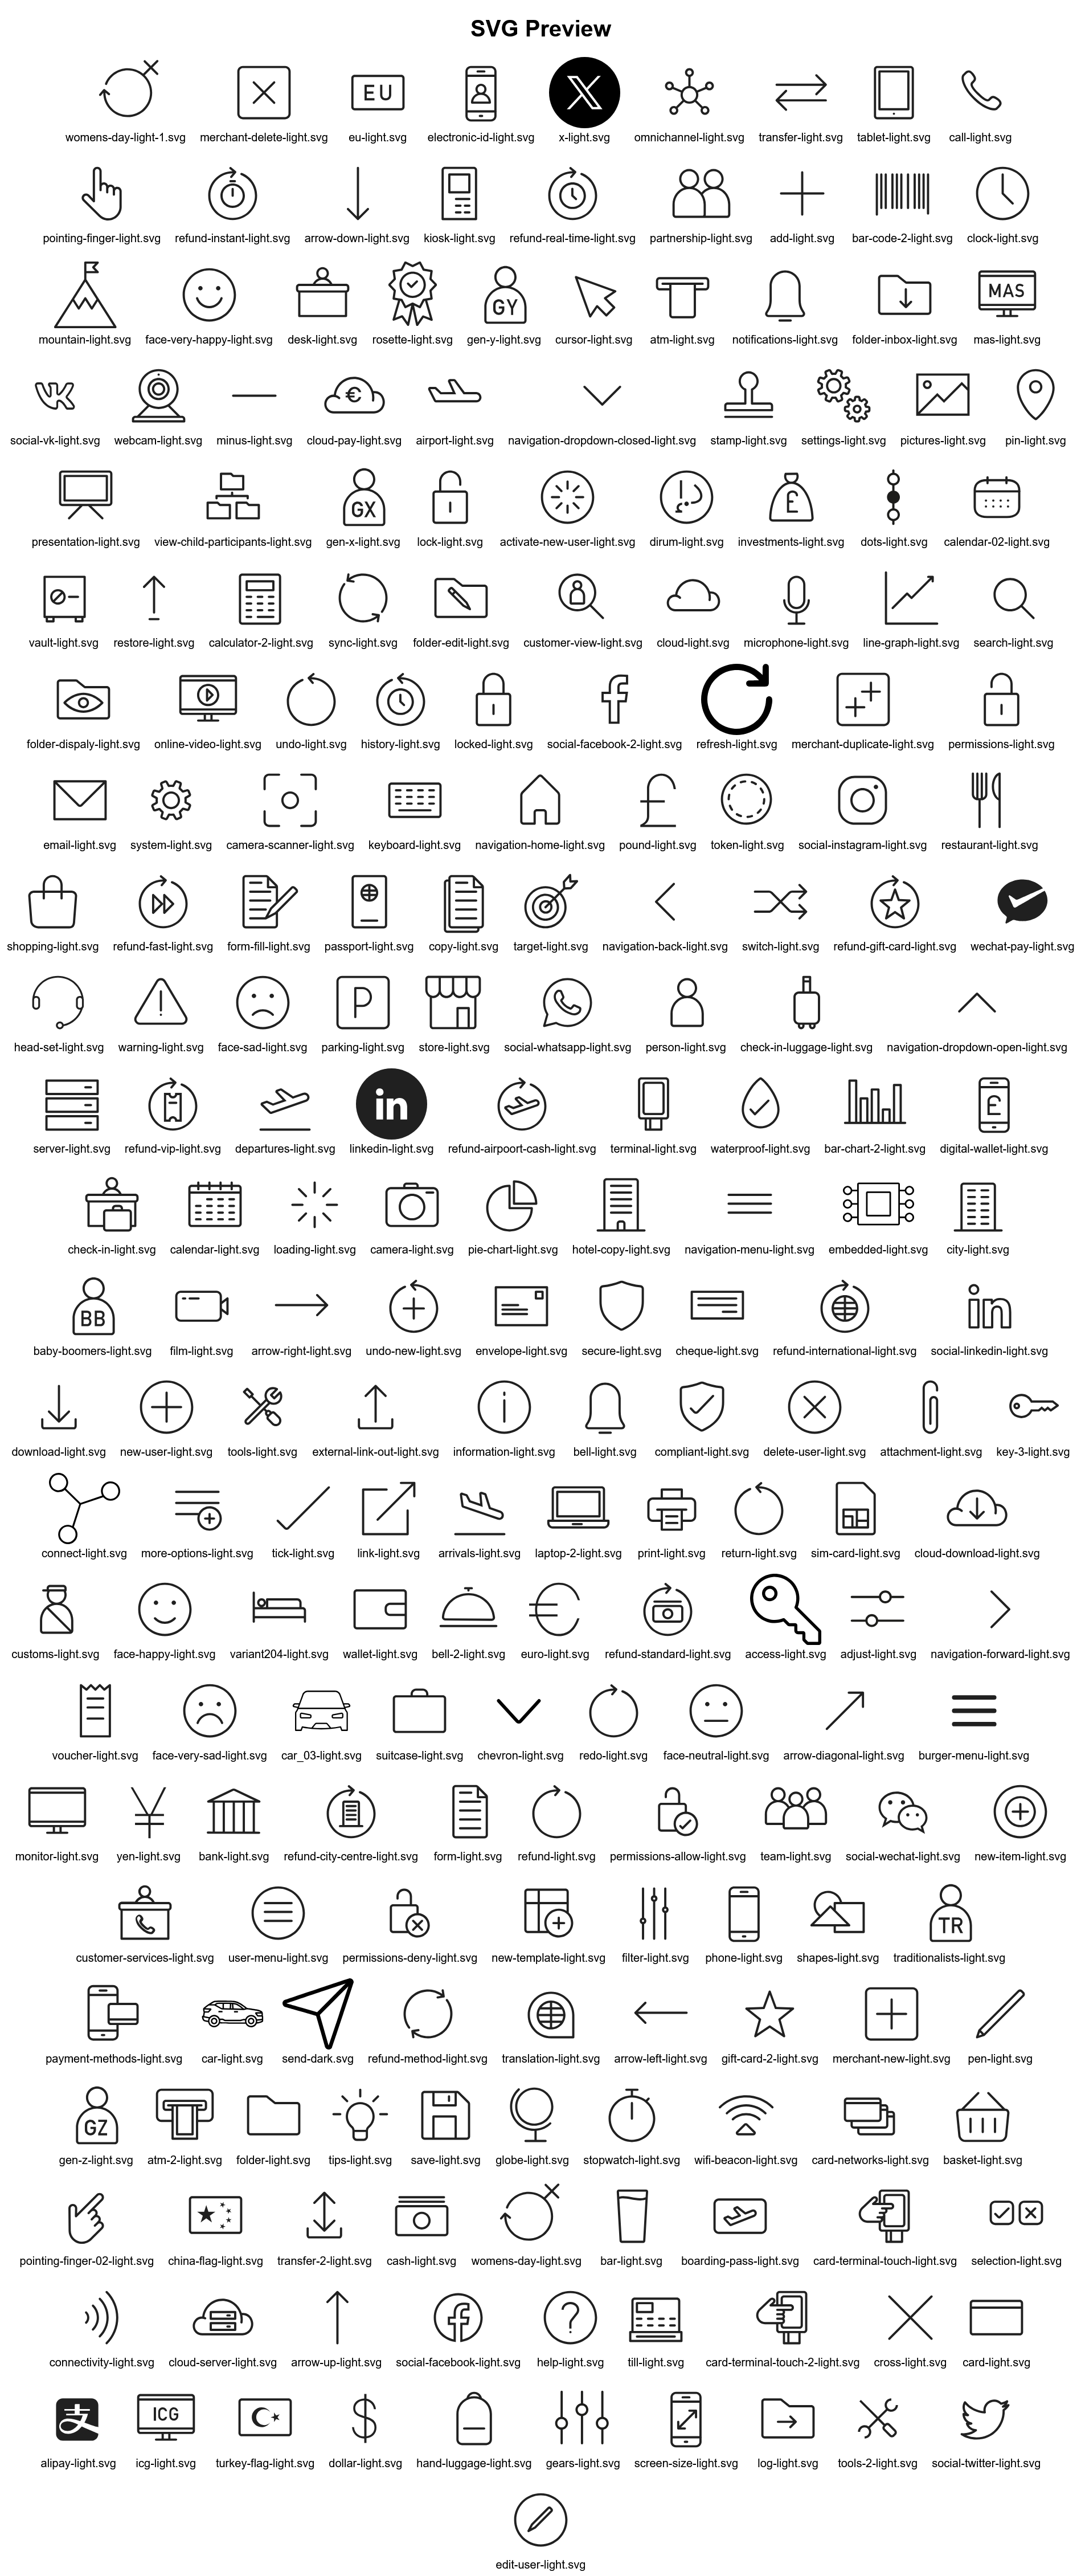 SVG Preview
womens-day-light-1.svg merchant-delete-light.svg EU eu-light.svg electronic-id-light.svg x-light.svg omnichannel-light.svg transfer-light.svg tablet-light.svg call-light.svg
pointing-finger-light.svg refund-instant-light.svg arrow-down-light.svg kiosk-light.svg refund-real-time-light.svg partnership-light.svg add-light.svg bar-code-2-light.svg clock-light.svg
GY MAS
mountain-light.svg face-very-happy-light.svg desk-light.svg rosette-light.svg gen-y-light.svg cursor-light.svg atm-light.svg notifications-light.svg folder-inbox-light.svg mas-light.svg
€
social-vk-light.svg webcam-light.svg minus-light.svg cloud-pay-light.svg airport-light.svg navigation-dropdown-closed-light.svg stamp-light.svg settings-light.svg pictures-light.svg pin-light.svg
GX £
presentation-light.svg view-child-participants-light.svg gen-x-light.svg lock-light.svg activate-new-user-light.svg dirum-light.svg investments-light.svg dots-light.svg calendar-02-light.svg
vault-light.svg restore-light.svg calculator-2-light.svg sync-light.svg folder-edit-light.svg customer-view-light.svg cloud-light.svg microphone-light.svg line-graph-light.svg search-light.svg
folder-dispaly-light.svg online-video-light.svg undo-light.svg history-light.svg locked-light.svg social-facebook-2-light.svg refresh-light.svg merchant-duplicate-light.svg permissions-light.svg
£
email-light.svg system-light.svg camera-scanner-light.svg keyboard-light.svg navigation-home-light.svg pound-light.svg token-light.svg social-instagram-light.svg restaurant-light.svg
shopping-light.svg refund-fast-light.svg form-fill-light.svg passport-light.svg copy-light.svg target-light.svg navigation-back-light.svg switch-light.svg refund-gift-card-light.svg wechat-pay-light.svg
P
head-set-light.svg warning-light.svg face-sad-light.svg parking-light.svg store-light.svg social-whatsapp-light.svg person-light.svg check-in-luggage-light.svg navigation-dropdown-open-light.svg
in £
server-light.svg refund-vip-light.svg departures-light.svg linkedin-light.svg refund-airpoort-cash-light.svg terminal-light.svg waterproof-light.svg bar-chart-2-light.svg digital-wallet-light.svg
check-in-light.svg calendar-light.svg loading-light.svg camera-light.svg pie-chart-light.svg hotel-copy-light.svg navigation-menu-light.svg embedded-light.svg city-light.svg
BB in
baby-boomers-light.svg film-light.svg arrow-right-light.svg undo-new-light.svg envelope-light.svg secure-light.svg cheque-light.svg refund-international-light.svg social-linkedin-light.svg
download-light.svg new-user-light.svg tools-light.svg external-link-out-light.svg information-light.svg bell-light.svg compliant-light.svg delete-user-light.svg attachment-light.svg key-3-light.svg
connect-light.svg more-options-light.svg tick-light.svg link-light.svg arrivals-light.svg laptop-2-light.svg print-light.svg return-light.svg sim-card-light.svg cloud-download-light.svg
€
customs-light.svg face-happy-light.svg variant204-light.svg wallet-light.svg bell-2-light.svg euro-light.svg refund-standard-light.svg access-light.svg adjust-light.svg navigation-forward-light.svg
voucher-light.svg face-very-sad-light.svg car_03-light.svg suitcase-light.svg chevron-light.svg redo-light.svg face-neutral-light.svg arrow-diagonal-light.svg burger-menu-light.svg
¥
monitor-light.svg yen-light.svg bank-light.svg refund-city-centre-light.svg form-light.svg refund-light.svg permissions-allow-light.svg team-light.svg social-wechat-light.svg new-item-light.svg
TR
customer-services-light.svg user-menu-light.svg permissions-deny-light.svg new-template-light.svg filter-light.svg phone-light.svg shapes-light.svg traditionalists-light.svg
payment-methods-light.svg car-light.svg send-dark.svg refund-method-light.svg translation-light.svg arrow-left-light.svg gift-card-2-light.svg merchant-new-light.svg pen-light.svg
GZ
gen-z-light.svg atm-2-light.svg folder-light.svg tips-light.svg save-light.svg globe-light.svg stopwatch-light.svg wifi-beacon-light.svg card-networks-light.svg basket-light.svg
pointing-finger-02-light.svg china-flag-light.svg transfer-2-light.svg cash-light.svg womens-day-light.svg bar-light.svg boarding-pass-light.svg card-terminal-touch-light.svg selection-light.svg
?
connectivity-light.svg cloud-server-light.svg arrow-up-light.svg social-facebook-light.svg help-light.svg till-light.svg card-terminal-touch-2-light.svg cross-light.svg card-light.svg
支 ICG $
alipay-light.svg icg-light.svg turkey-flag-light.svg dollar-light.svg hand-luggage-light.svg gears-light.svg screen-size-light.svg log-light.svg tools-2-light.svg social-twitter-light.svg
edit-user-light.svg